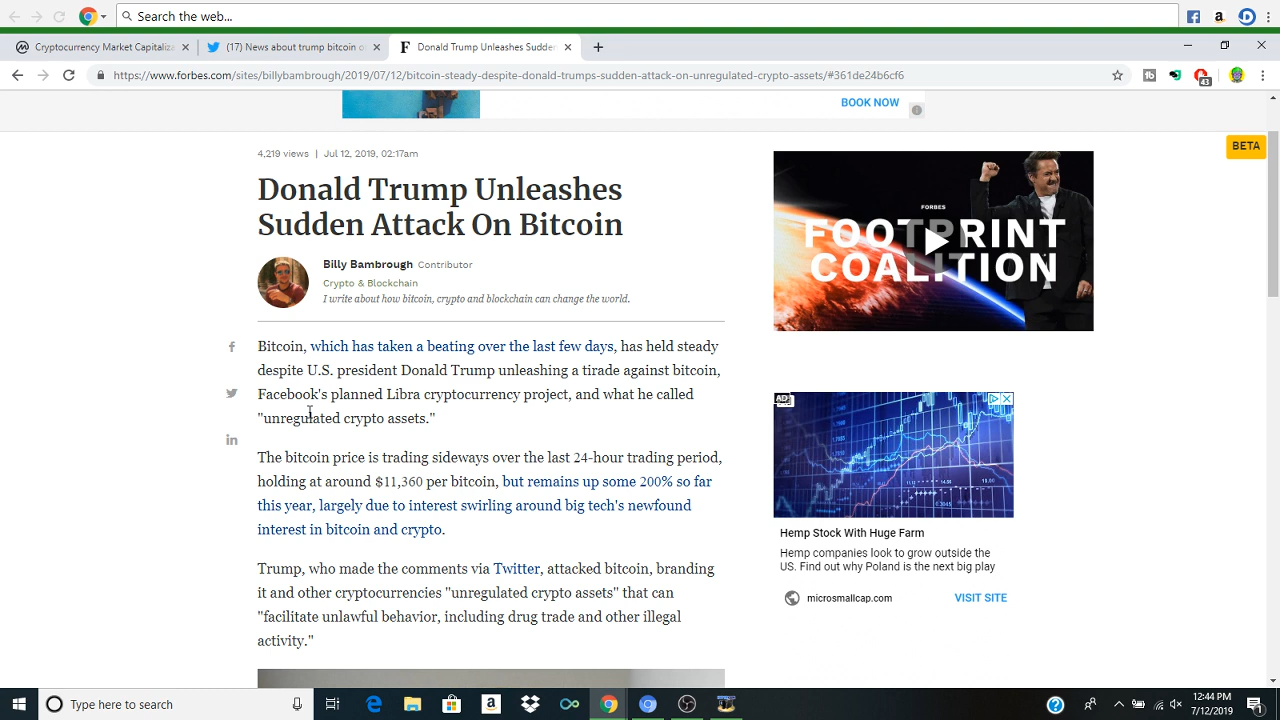 Search the web...
Cryptocurrency Market Capitaliza
(17) News about trump bitcoin o
Donald Trump Unleashes Sudden
https://www.forbes.com/sites/billybambrough/2019/07/12/bitcoin-steady-despite-donald-trumps-sudden-attack-on-unregulated-crypto-assets/#361de24b6cf6
43
BOOK NOW
BETA
4,219 views | Jul 12, 2019, 02:17am
Donald Trump Unleashes
Sudden Attack On Bitcoin
Billy Bambrough Contributor
Crypto & Blockchain
I write about how bitcoin, crypto and blockchain can change the world.
Bitcoin, which has taken a beating over the last few days, has held steady
despite U.S. president Donald Trump unleashing a tirade against bitcoin,
Facebook's planned Libra cryptocurrency project, and what he called
"unregulated crypto assets."
The bitcoin price is trading sideways over the last 24-hour trading period,
holding at around $11,360 per bitcoin, but remains up some 200% so far
this year, largely due to interest swirling around big tech's newfound
interest in bitcoin and crypto.
Trump, who made the comments via Twitter, attacked bitcoin, branding
it and other cryptocurrencies "unregulated crypto assets" that can
"facilitate unlawful behavior, including drug trade and other illegal
activity."
FORBES
FOOTPRINT
COALITION
AD
Hemp Stock With Huge Farm
Hemp companies look to grow outside the
US. Find out why Poland is the next big play
microsmallcap.com
VISIT SITE
Type here to search
12:44 PM
7/12/2019